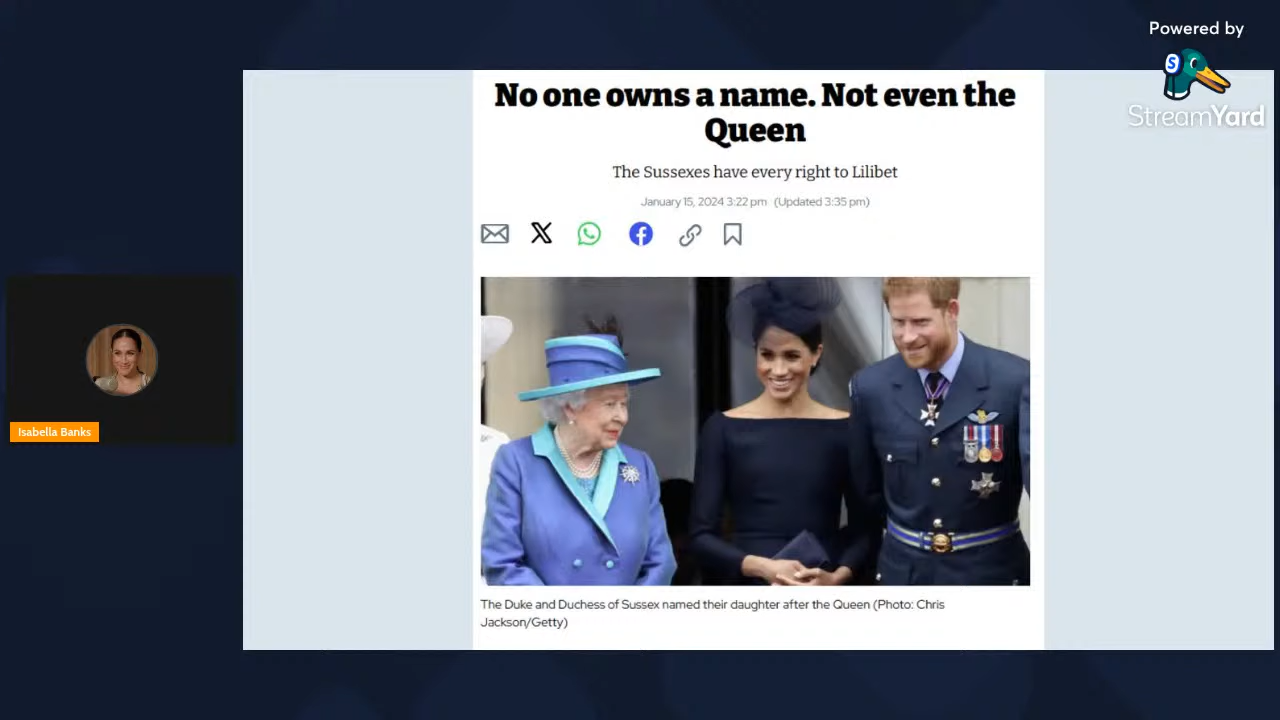 Powered by
StreamYard
No one owns a name. Not even the
Queen
The Sussexes have every right to Lilibet
January 15, 2024 3:22 pm (Updated 3:35 pm)
The Duke and Duchess of Sussex named their daughter after the Queen (Photo: Chris
Jackson/Getty)
Isabella Banks